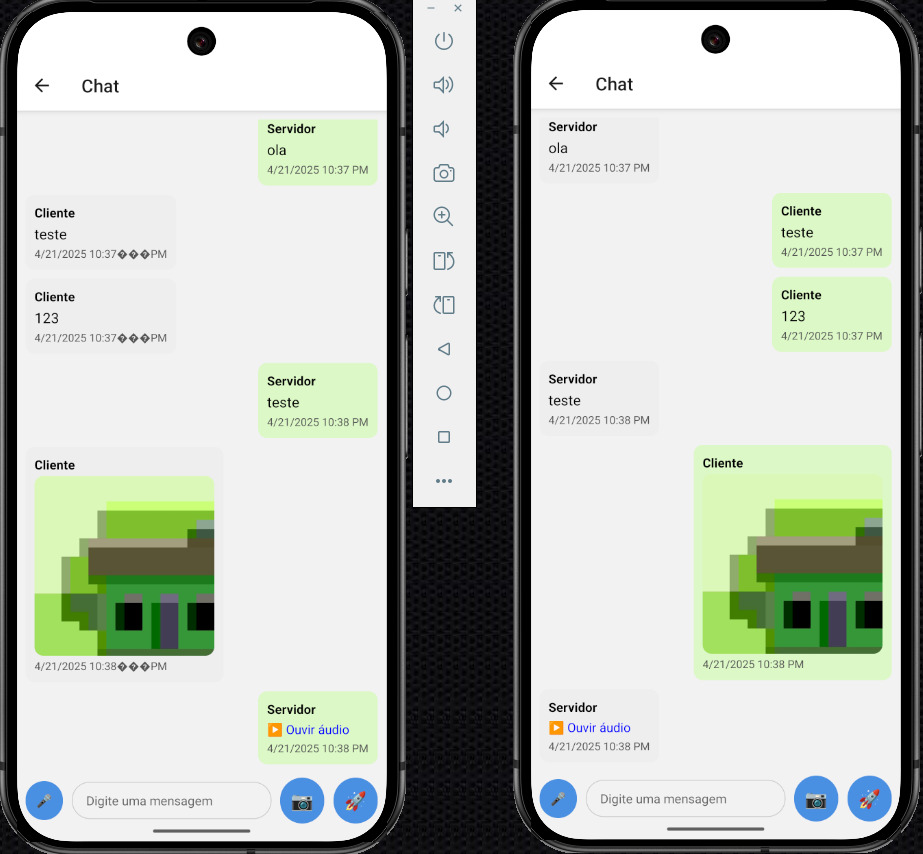 Chat
Servidor
ola
4/21/2025 10:37 PM
Cliente
teste
4/21/2025 10:37���PM
Cliente
123
4/21/2025 10:37���PM
Servidor
teste
4/21/2025 10:38 PM
Cliente
4/21/2025 10:38���PM
Servidor
▶️ Ouvir áudio
4/21/2025 10:38 PM
Digite uma mensagem
Chat
Servidor
ola
4/21/2025 10:37 PM
Cliente
teste
4/21/2025 10:37 PM
Cliente
123
4/21/2025 10:37 PM
Servidor
teste
4/21/2025 10:38 PM
Cliente
4/21/2025 10:38 PM
Servidor
▶️ Ouvir áudio
4/21/2025 10:38 PM
Digite uma mensagem